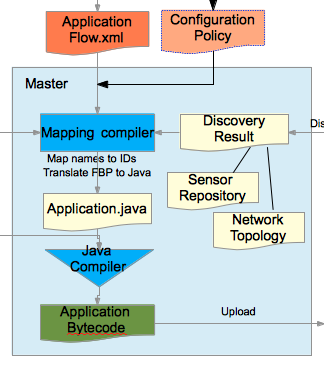 Application
Flow.xml
Configuration
Policy
Master
Mapping compiler
Discovery
Result
Dis
Map names to IDs
Translate FBP to Java
Sensor
Repository
Application.java
Network
Topology
Java
Compiler
Application
Bytecode
Upload